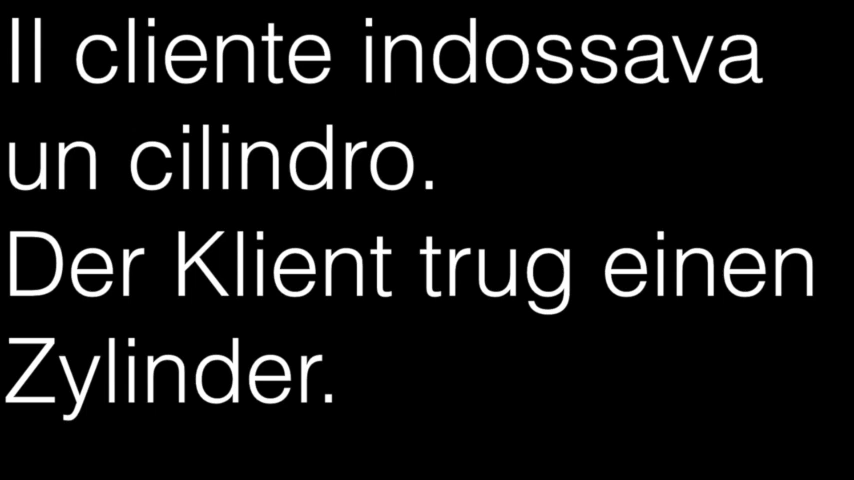 Il cliente indossava
un cilindro.
Der Klient trug einen
Zylinder.